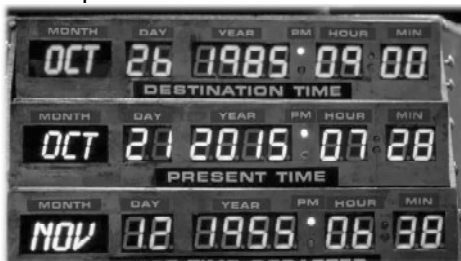 MONTH DAY YEAR PM HOUR MIN
OCT 26 1985 09 00
DESTINATION TIME
MONTH DAY YEAR PM HOUR MIN
OCT 21 2015 07 28
PRESENT TIME
MONTH DAY YEAR PM HOUR MIN
NOV 12 1955 06 38